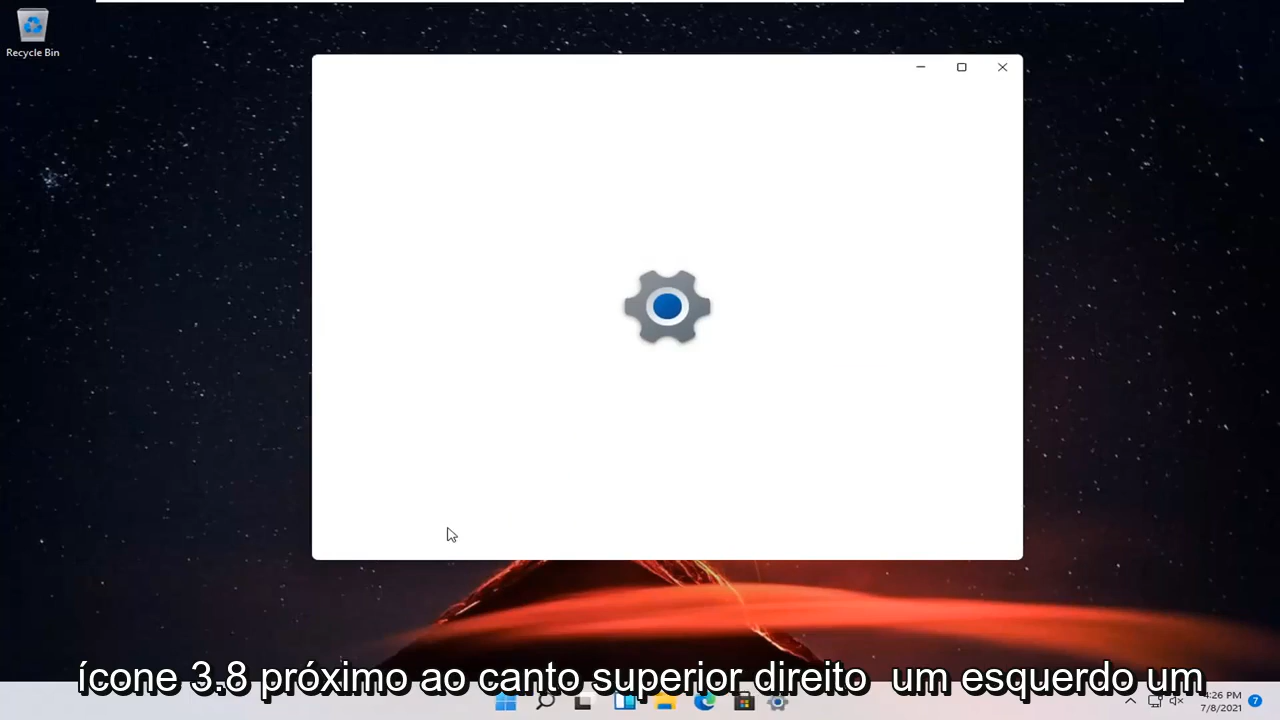 Recycle Bin
ícone 3.8 próximo ao canto superior direito um esquerdo um
4:26 PM
7/8/2021
7